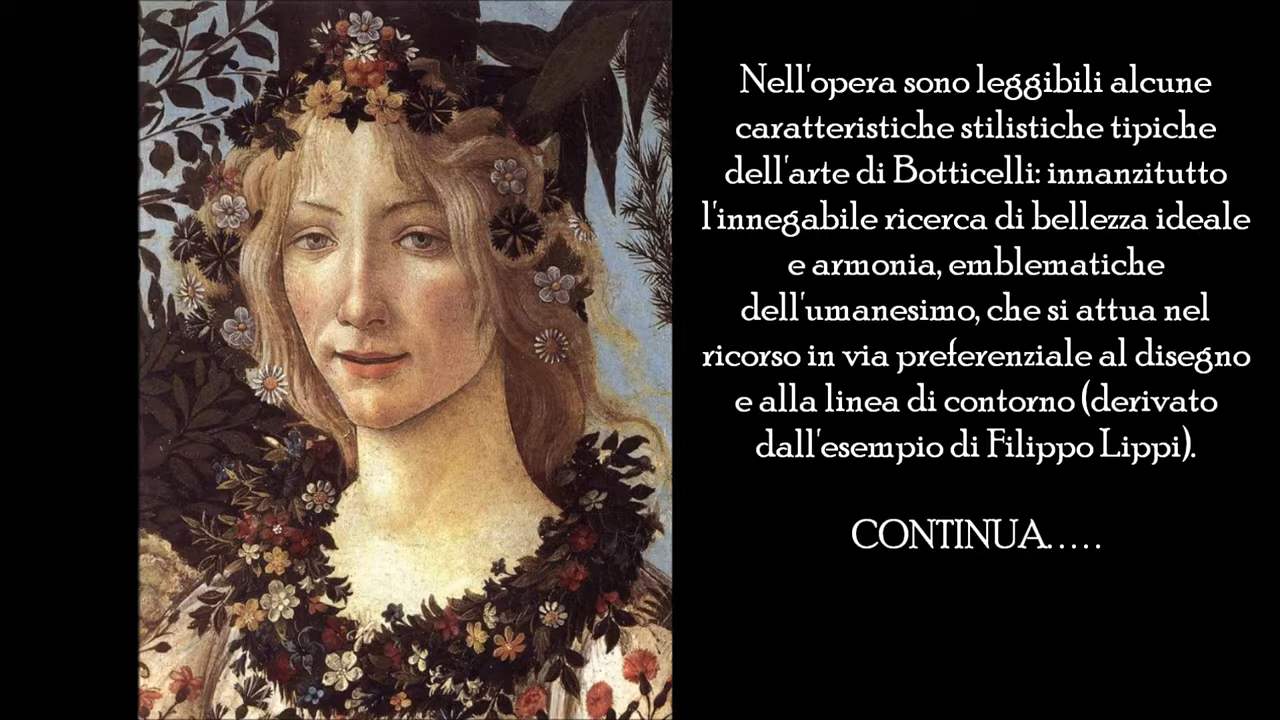 Nell'opera sono leggibili alcune
caratteristiche stilistiche tipiche
dell'arte di Botticelli: innanzitutto
l'innegabile ricerca di bellezza ideale
e armonia, emblematiche
dell'umanesimo, che si attua nel
ricorso in via preferenziale al disegno
e alla linea di contorno (derivato
dall'esempio di Filippo Lippi).
CONTINUA.....